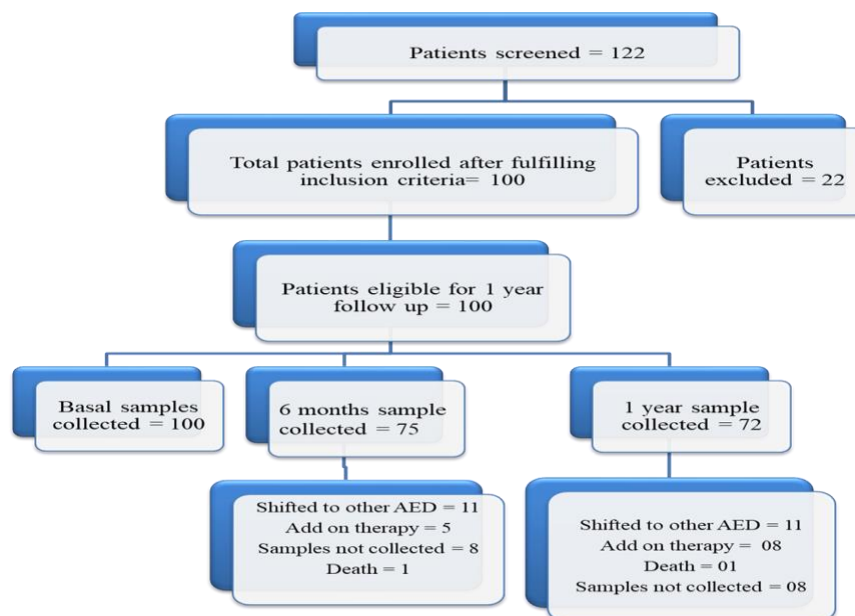 Patients screened = 122
Total patients enrolled after fulfilling
inclusion criteria= 100
Patients
excluded = 22
Patients eligible for 1 year
follow up = 100
Basal samples
collected = 100
6 months sample
collected = 75
1 year sample
collected = 72
Shifted to other AED = 11
Add on therapy = 5
Samples not collected = 8
Death = 1
Shifted to other AED = 11
Add on therapy = 08
Death = 01
Samples not collected = 08